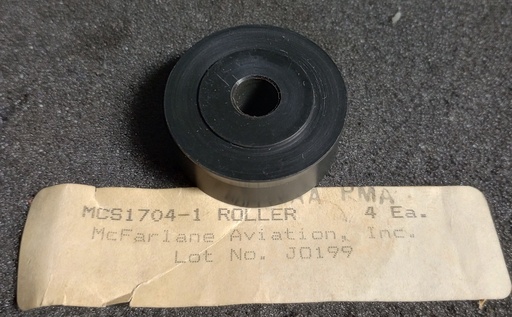 FAA PMA
MCS1704-1 ROLLER 4 Ea.
McFarlane Aviation, Inc.
Lot No. J0199